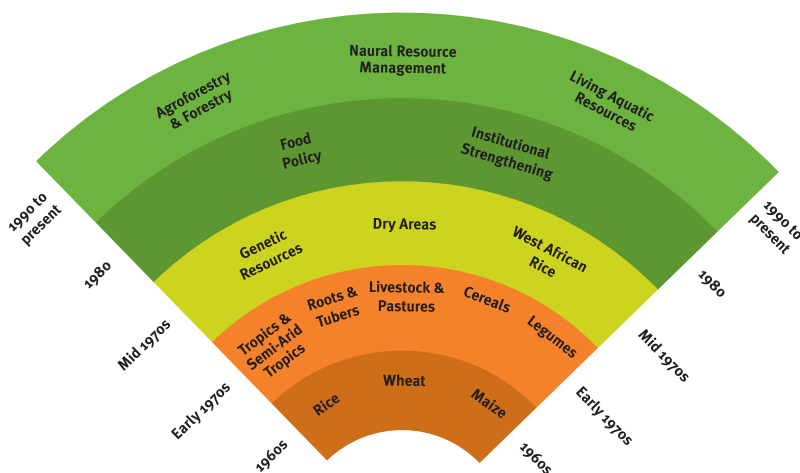 Naural Resource
Management
Agroforestry
& Forestry
Living Aquatic
Resources
Food
Policy
Institutional
Strengthening
1990 to
present
1990 to
present
Genetic
Resources
Dry Areas
West African
Rice
1980
1980
Tropics &
Semi-Arid
Tropics
Roots &
Tubers
Livestock &
Pastures
Cereals
Legumes
Mid 1970s
Mid 1970s
Rice
Wheat
Maize
Early 1970s
Early 1970s
1960s
1960s